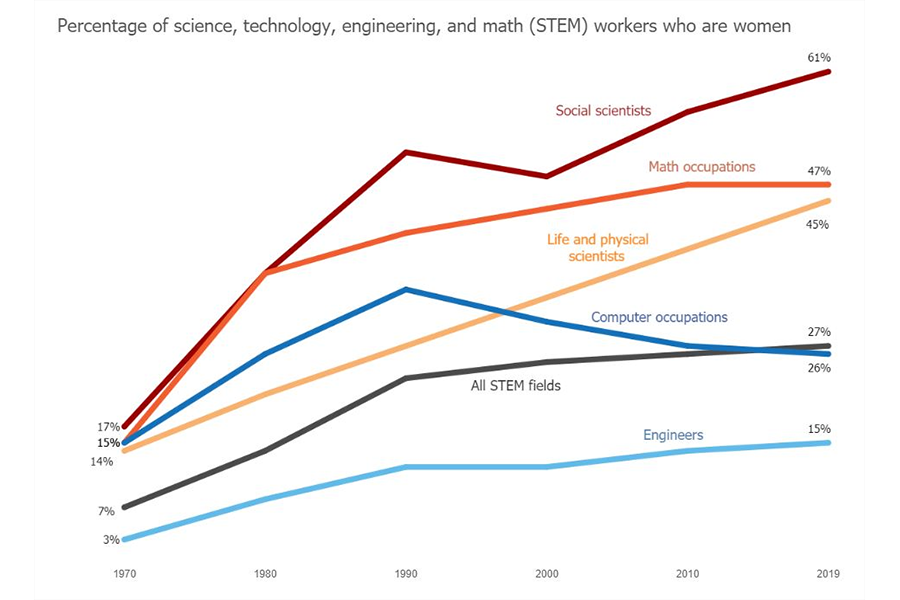 Percentage of science, technology, engineering, and math (STEM) workers who are women
61%
Social scientists
Math occupations
47%
45%
Life and physical
scientists
Computer occupations
27%
26%
All STEM fields
Engineers
15%
17%
15%
14%
7%
3%
1970
1980
1990
2000
2010
2019